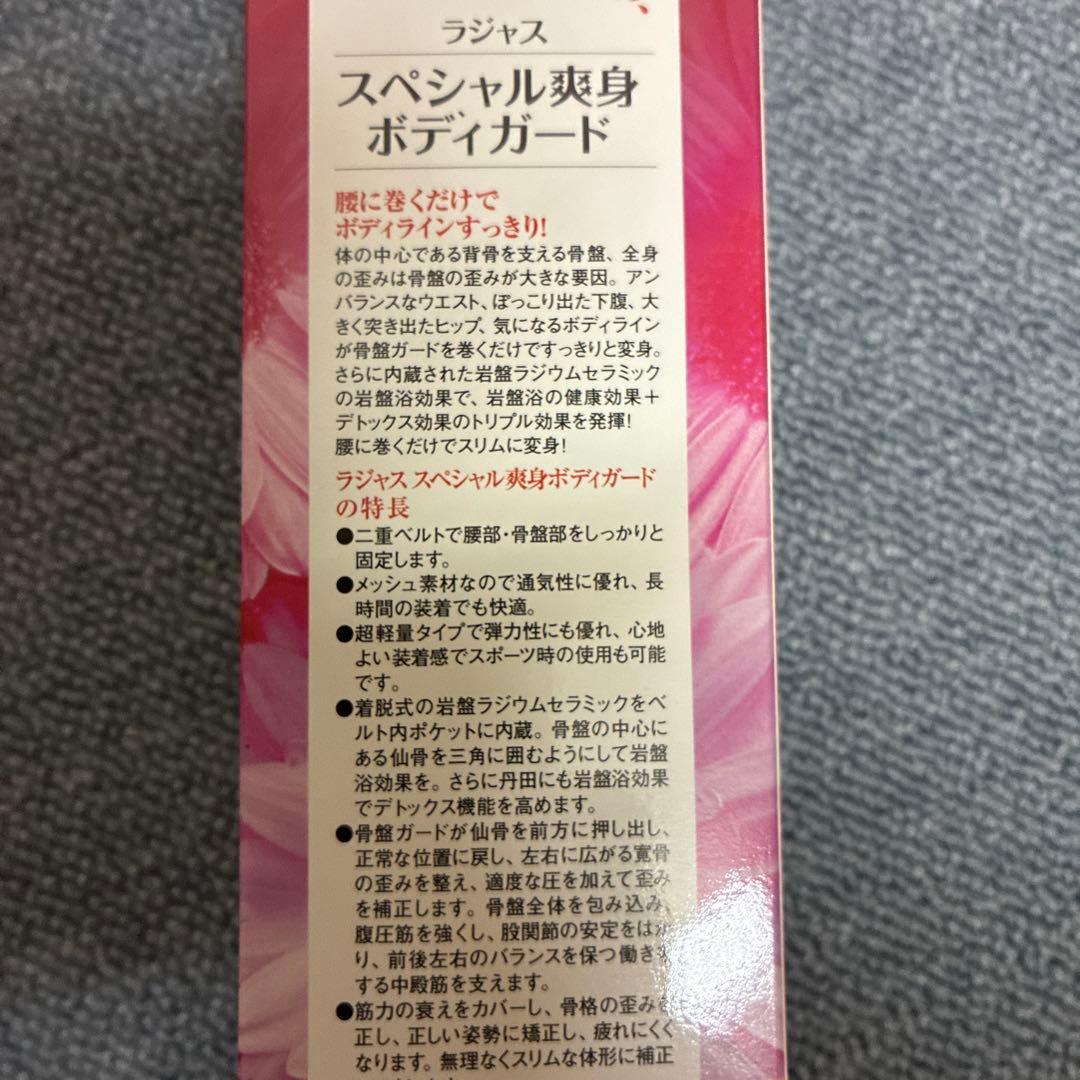 ラジャス
スペシャル爽身
ボディガード
腰に巻くだけで
ボディラインすっきり!
体の中心である背骨を支える骨盤、全身
の歪みは骨盤の歪みが大きな要因。アン
バランスなウエスト、ぽっこり出た下腹、大
きく突き出たヒップ、気になるボディライン
が骨盤ガードを巻くだけですっきりと変身。
さらに内蔵された岩盤ラジウムセラミック
の岩盤浴効果で、岩盤浴の健康効果＋
デトックス効果のトリプル効果を発揮!
腰に巻くだけでスリムに変身!
ラジャス スペシャル爽身ボディガード
の特長
●二重ベルトで腰部・骨盤部をしっかりと
固定します。
●メッシュ素材なので通気性に優れ、長
時間の装着でも快適。
●超軽量タイプで弾力性にも優れ、心地
よい装着感でスポーツ時の使用も可能
です。
●着脱式の岩盤ラジウムセラミックをベ
ルト内ポケットに内蔵。骨盤の中心に
ある仙骨を三角に囲むようにして岩盤
浴効果を。さらに丹田にも岩盤浴効果
でデトックス機能を高めます。
●骨盤ガードが仙骨を前方に押し出し、
正常な位置に戻し、左右に広がる寛骨
の歪みを整え、適度な圧を加えて歪み
を補正します。骨盤全体を包み込み、
腹圧筋を強くし、股関節の安定をはか
り、前後左右のバランスを保つ働きを
する中殿筋を支えます。
●筋力の衰えをカバーし、骨格の歪みを
正し、正しい姿勢に矯正し、疲れにくく
なります。無理なくスリムな体形に補正